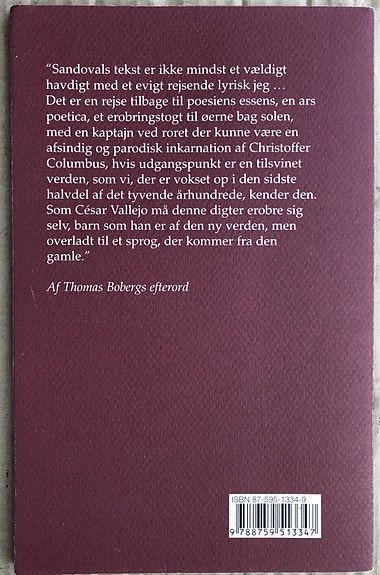 “Sandovals tekst er ikke mindst et vældigt
havdigt med et evigt rejsende lyrisk jeg ...
Det er en rejse tilbage til poesiens essens, en ars
poetica, et erobringstogt til øerne bag solen,
med en kaptajn ved roret der kunne være en
afsindig og parodisk inkarnation af Christoffer
Columbus, hvis udgangspunkt er en tilsvinet
verden, som vi, der er vokset op i den sidste
halvdel af det tyvende århundrede, kender den.
Som César Vallejo må denne digter erobre sig
selv, barn som han er af den ny verden, men
overladt til et sprog, der kommer fra den
gamle.”
Af Thomas Bobergs efterord
ISBN 87-595-1334-9
9 788759 513347